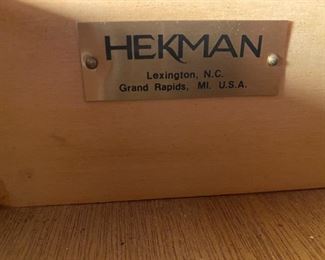 HEKMAN
Lexington, N.C.
Grand Rapids, MI. U.S.A.